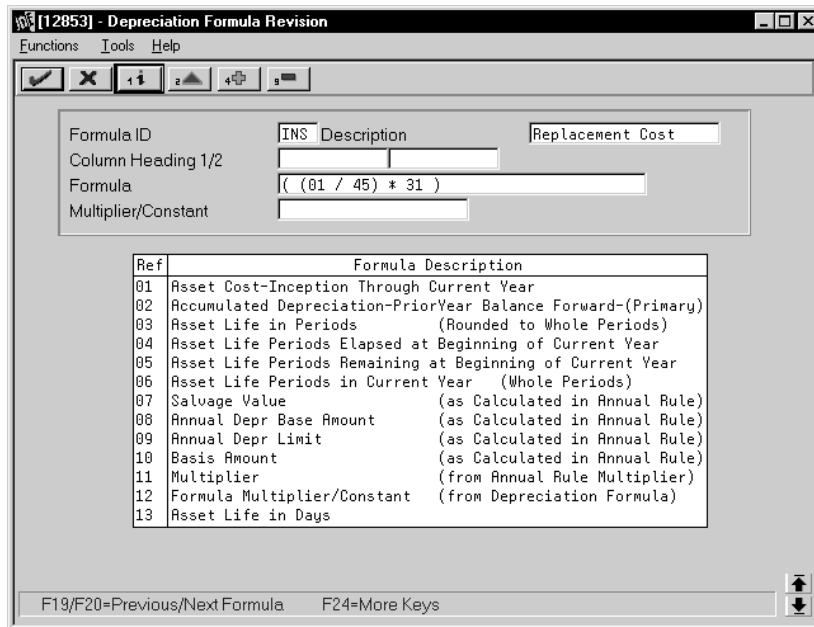 [12853] - Depreciation Formula Revision
Functions Tools Help
1 i 2 4 9
Formula ID INS Description Replacement Cost
Column Heading 1/2
Formula ( (01 / 45) * 31 )
Multiplier/Constant
Ref Formula Description
01 Asset Cost-Inception Through Current Year
02 Accumulated Depreciation-PriorYear Balance Forward-(Primary)
03 Asset Life in Periods (Rounded to Whole Periods)
04 Asset Life Periods Elapsed at Beginning of Current Year
05 Asset Life Periods Remaining at Beginning of Current Year
06 Asset Life Periods in Current Year (Whole Periods)
07 Salvage Value (as Calculated in Annual Rule)
08 Annual Depr Base Amount (as Calculated in Annual Rule)
09 Annual Depr Limit (as Calculated in Annual Rule)
10 Basis Amount (as Calculated in Annual Rule)
11 Multiplier (from Annual Rule Multiplier)
12 Formula Multiplier/Constant (from Depreciation Formula)
13 Asset Life in Days
F19/F20=Previous/Next Formula F24=More Keys